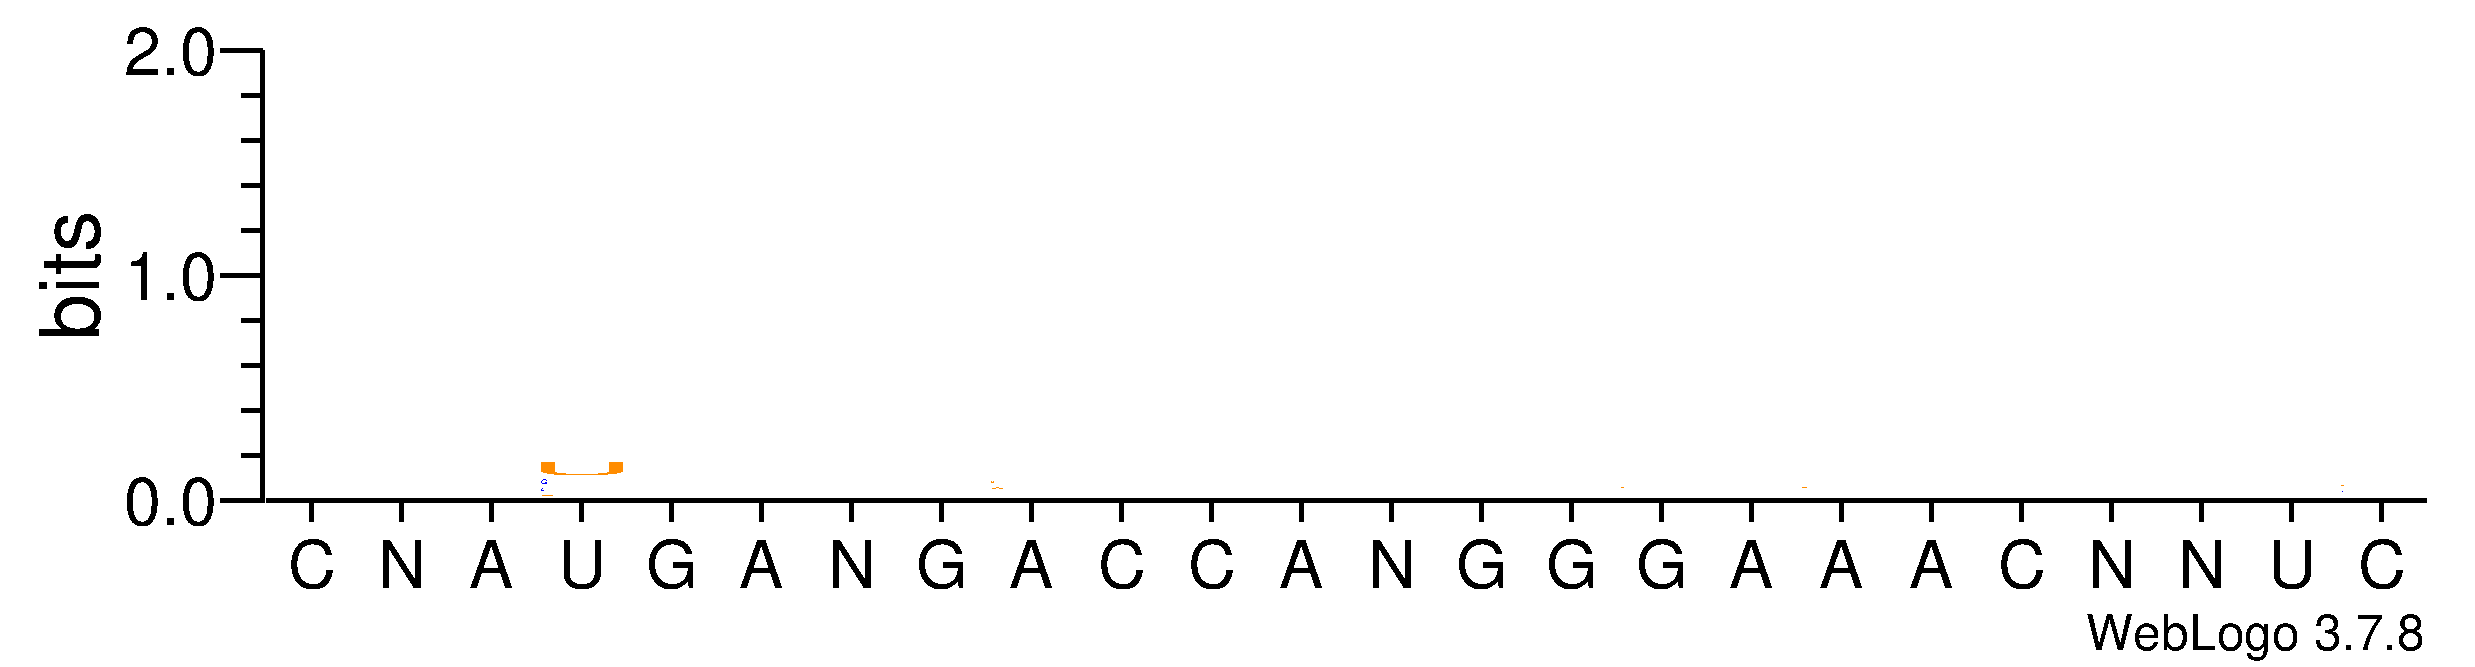 2.0
1.0
bits
0.0
C N A U G A N G A C C A N G G G A A A C N N U C
WebLogo 3.7.8